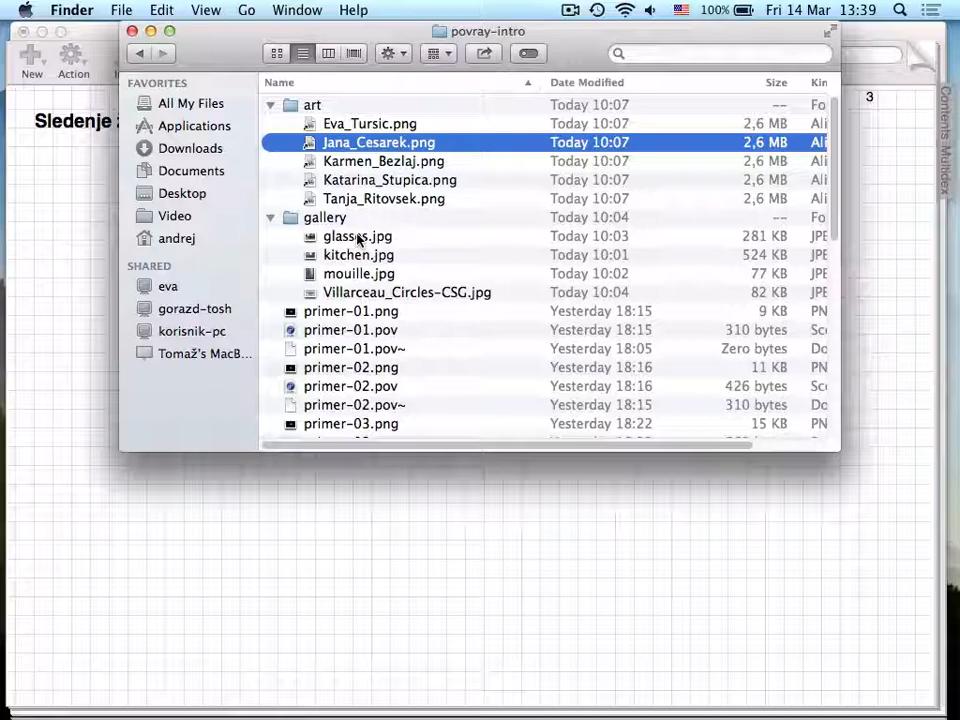 Finder File Edit View Go Window Help 100% Fri 14 Mar 13:39
povray-intro
New Action
FAVORITES
All My Files
Applications
Downloads
Documents
Desktop
Video
andrej
SHARED
eva
gorazd-tosh
korisnik-pc
Tomaž's MacB...
Name Date Modified Size Kin
art Today 10:07 -- Fo
Eva_Tursic.png Today 10:07 2,6 MB Ali
Jana_Cesarek.png Today 10:07 2,6 MB Ali
Karmen_Bezlaj.png Today 10:07 2,6 MB Ali
Katarina_Stupica.png Today 10:07 2,6 MB Ali
Tanja_Ritovsek.png Today 10:07 2,6 MB Ali
gallery Today 10:04 -- Fo
glasses.jpg Today 10:03 281 KB JPE
kitchen.jpg Today 10:01 524 KB JPE
mouille.jpg Today 10:02 77 KB JPE
Villarceau_Circles-CSG.jpg Today 10:04 82 KB JPE
primer-01.png Yesterday 18:15 9 KB PN
primer-01.pov Yesterday 18:15 310 bytes Sc
primer-01.pov~ Yesterday 18:05 Zero bytes Do
primer-02.png Yesterday 18:16 11 KB PN
primer-02.pov Yesterday 18:16 426 bytes Sc
primer-02.pov~ Yesterday 18:15 310 bytes Do
primer-03.png Yesterday 18:22 15 KB PN
Sledenje
3
Contents Multidex